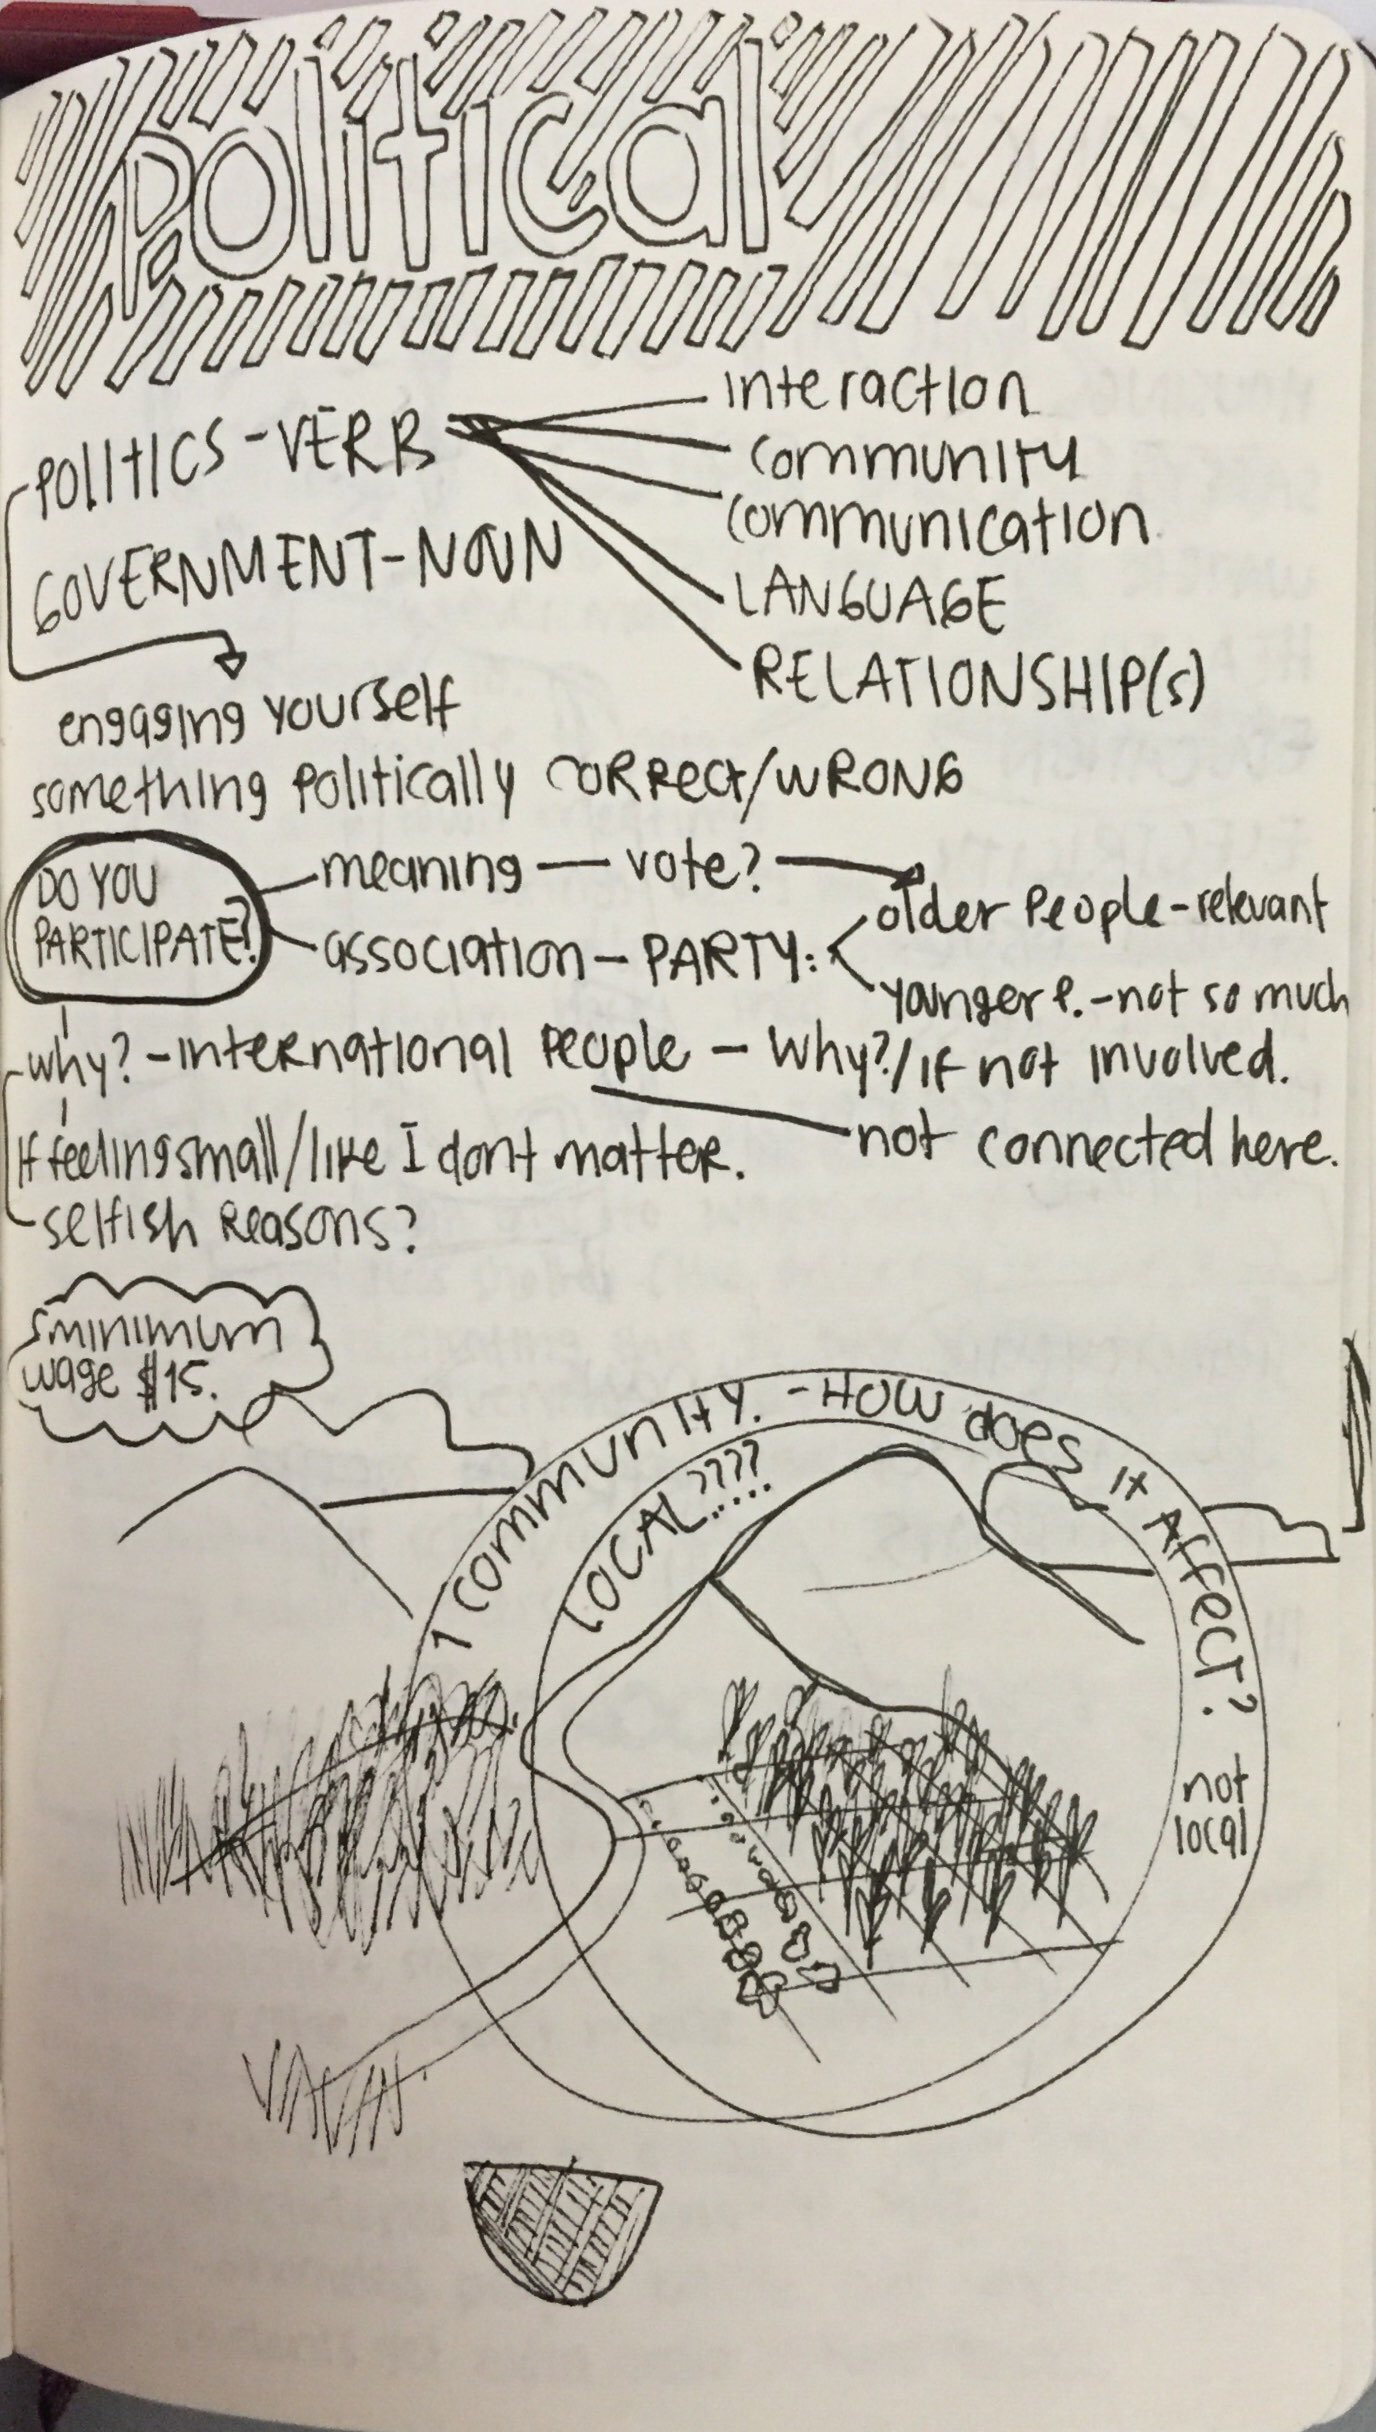 political
POLITICS - VERB
interaction
community
communication
LANGUAGE
RELATIONSHIP(S)
GOVERNMENT - NOUN
engaging yourself
something politically CORRect/WRONG
DO YOU
PARTICIPATE?
meaning — vote?
association — PARTY:
older People - relevant
younger P. - not so much
why? - INTERNATIONAL PEOPLE - Why?/if not involved.
not connected here.
If feeling small/like I dont matter.
selfish Reasons?
minimum
wage $15.
1 COMMUNITY. - HOW does it AFFECT?
LOCAL????
not
local